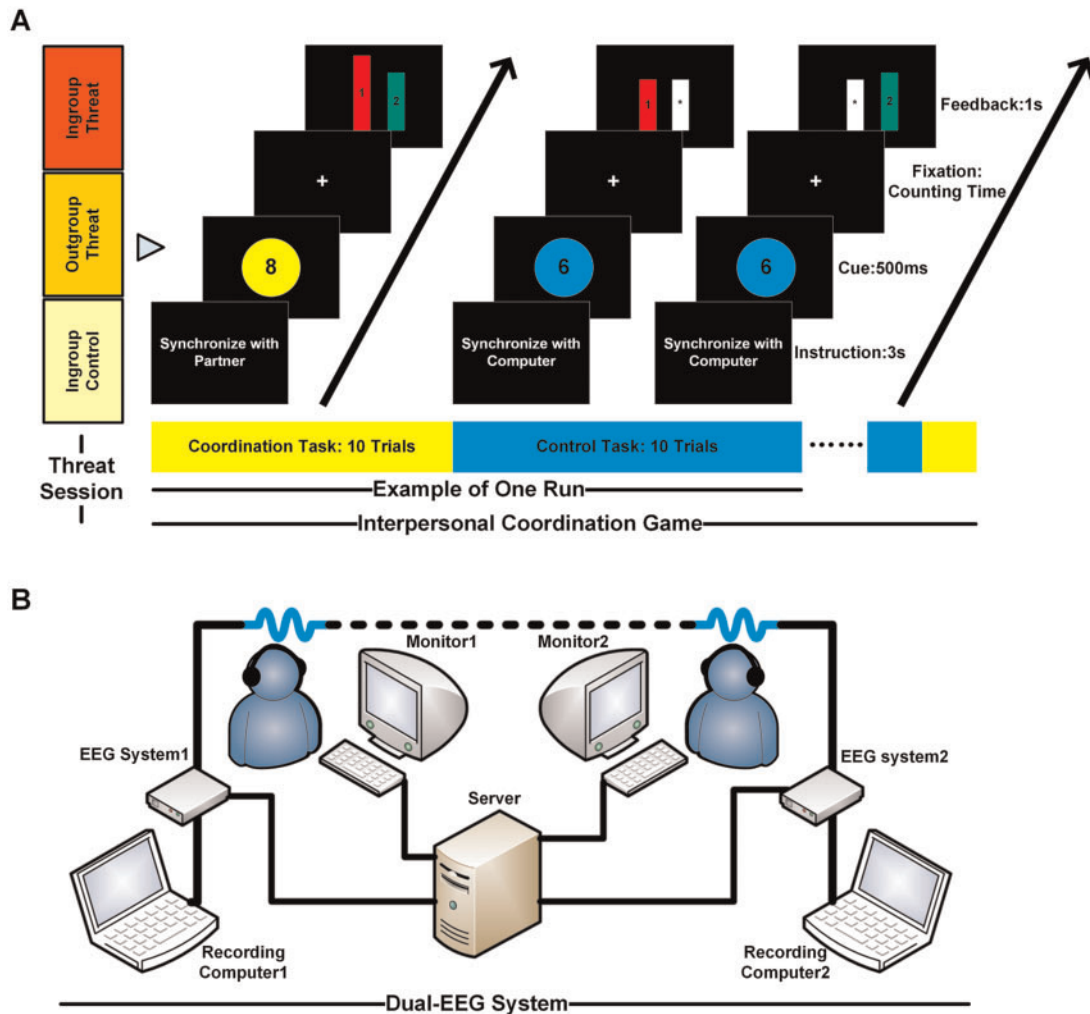 A
Ingroup
Threat
Outgroup
Threat
Ingroup
Control
Threat
Session
1
2
+
8
Synchronize with
Partner
1
*
+
6
Synchronize with
Computer
*
2
+
6
Synchronize with
Computer
Feedback:1s
Fixation:
Counting Time
Cue:500ms
Instruction:3s
Coordination Task: 10 Trials
Control Task: 10 Trials
Example of One Run
Interpersonal Coordination Game
B
Monitor1
Monitor2
EEG System1
EEG system2
Server
Recording
Computer1
Recording
Computer2
Dual-EEG System